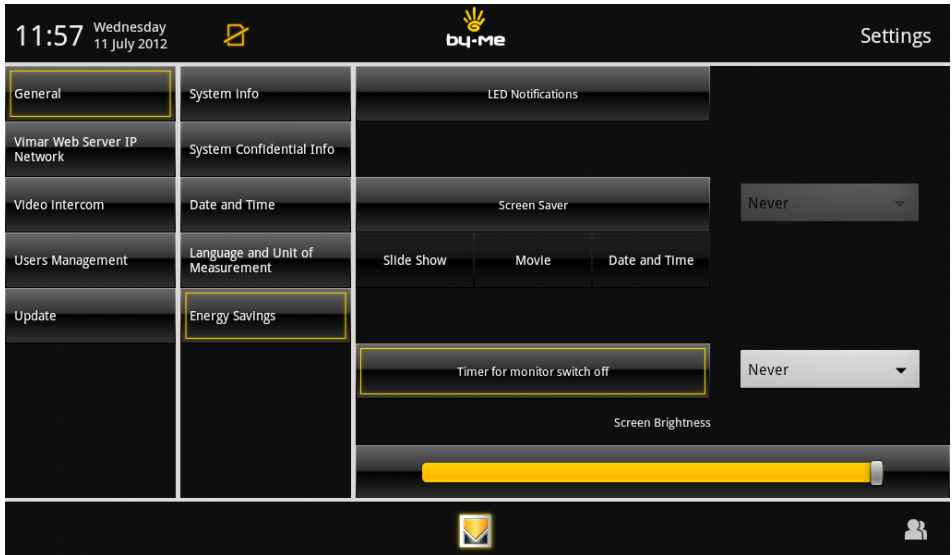 11:57
Wednesday
11 July 2012
by-me
Settings
General
Vimar Web Server IP
Network
Video Intercom
Users Management
Update
System Info
System Confidential Info
Date and Time
Language and Unit of
Measurement
Energy Savings
LED Notifications
Screen Saver
Never
Slide Show
Movie
Date and Time
Timer for monitor switch off
Never
Screen Brightness